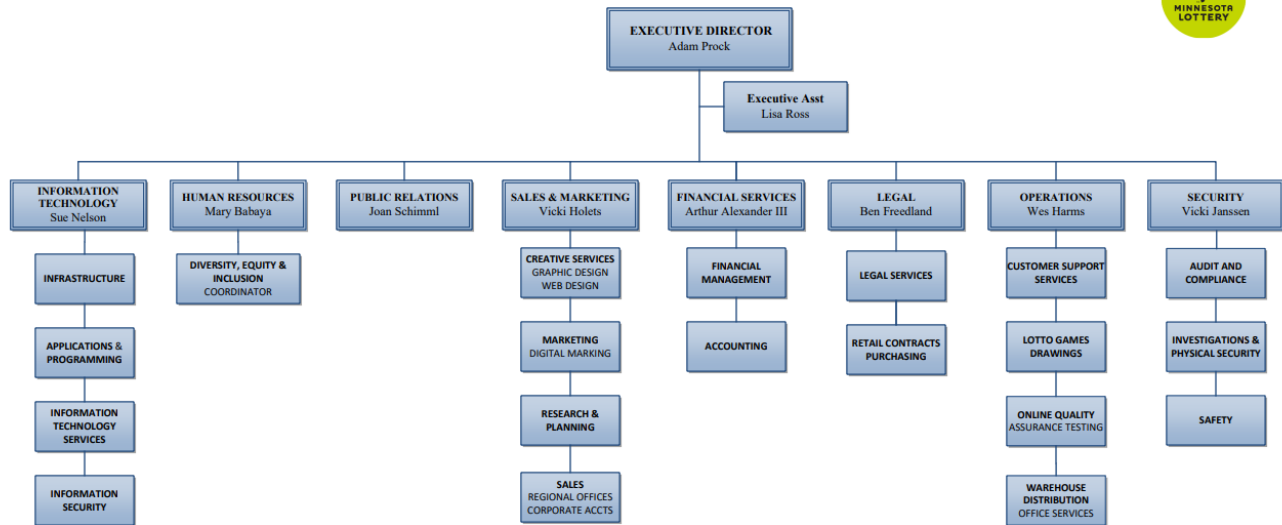 MINNESOTA
LOTTERY
EXECUTIVE DIRECTOR
Adam Prock
Executive Asst
Lisa Ross
INFORMATION
TECHNOLOGY
Sue Nelson
HUMAN RESOURCES
Mary Babaya
PUBLIC RELATIONS
Joan Schimml
SALES & MARKETING
Vicki Holets
FINANCIAL SERVICES
Arthur Alexander III
LEGAL
Ben Freedland
OPERATIONS
Wes Harms
SECURITY
Vicki Janssen
INFRASTRUCTURE
DIVERSITY, EQUITY &
INCLUSION
COORDINATOR
CREATIVE SERVICES
GRAPHIC DESIGN
WEB DESIGN
FINANCIAL
MANAGEMENT
LEGAL SERVICES
CUSTOMER SUPPORT
SERVICES
AUDIT AND
COMPLIANCE
APPLICATIONS &
PROGRAMMING
MARKETING
DIGITAL MARKING
ACCOUNTING
RETAIL CONTRACTS
PURCHASING
LOTTO GAMES
DRAWINGS
INVESTIGATIONS &
PHYSICAL SECURITY
INFORMATION
TECHNOLOGY
SERVICES
RESEARCH &
PLANNING
ONLINE QUALITY
ASSURANCE TESTING
SAFETY
INFORMATION
SECURITY
SALES
REGIONAL OFFICES
CORPORATE ACCTS
WAREHOUSE
DISTRIBUTION
OFFICE SERVICES